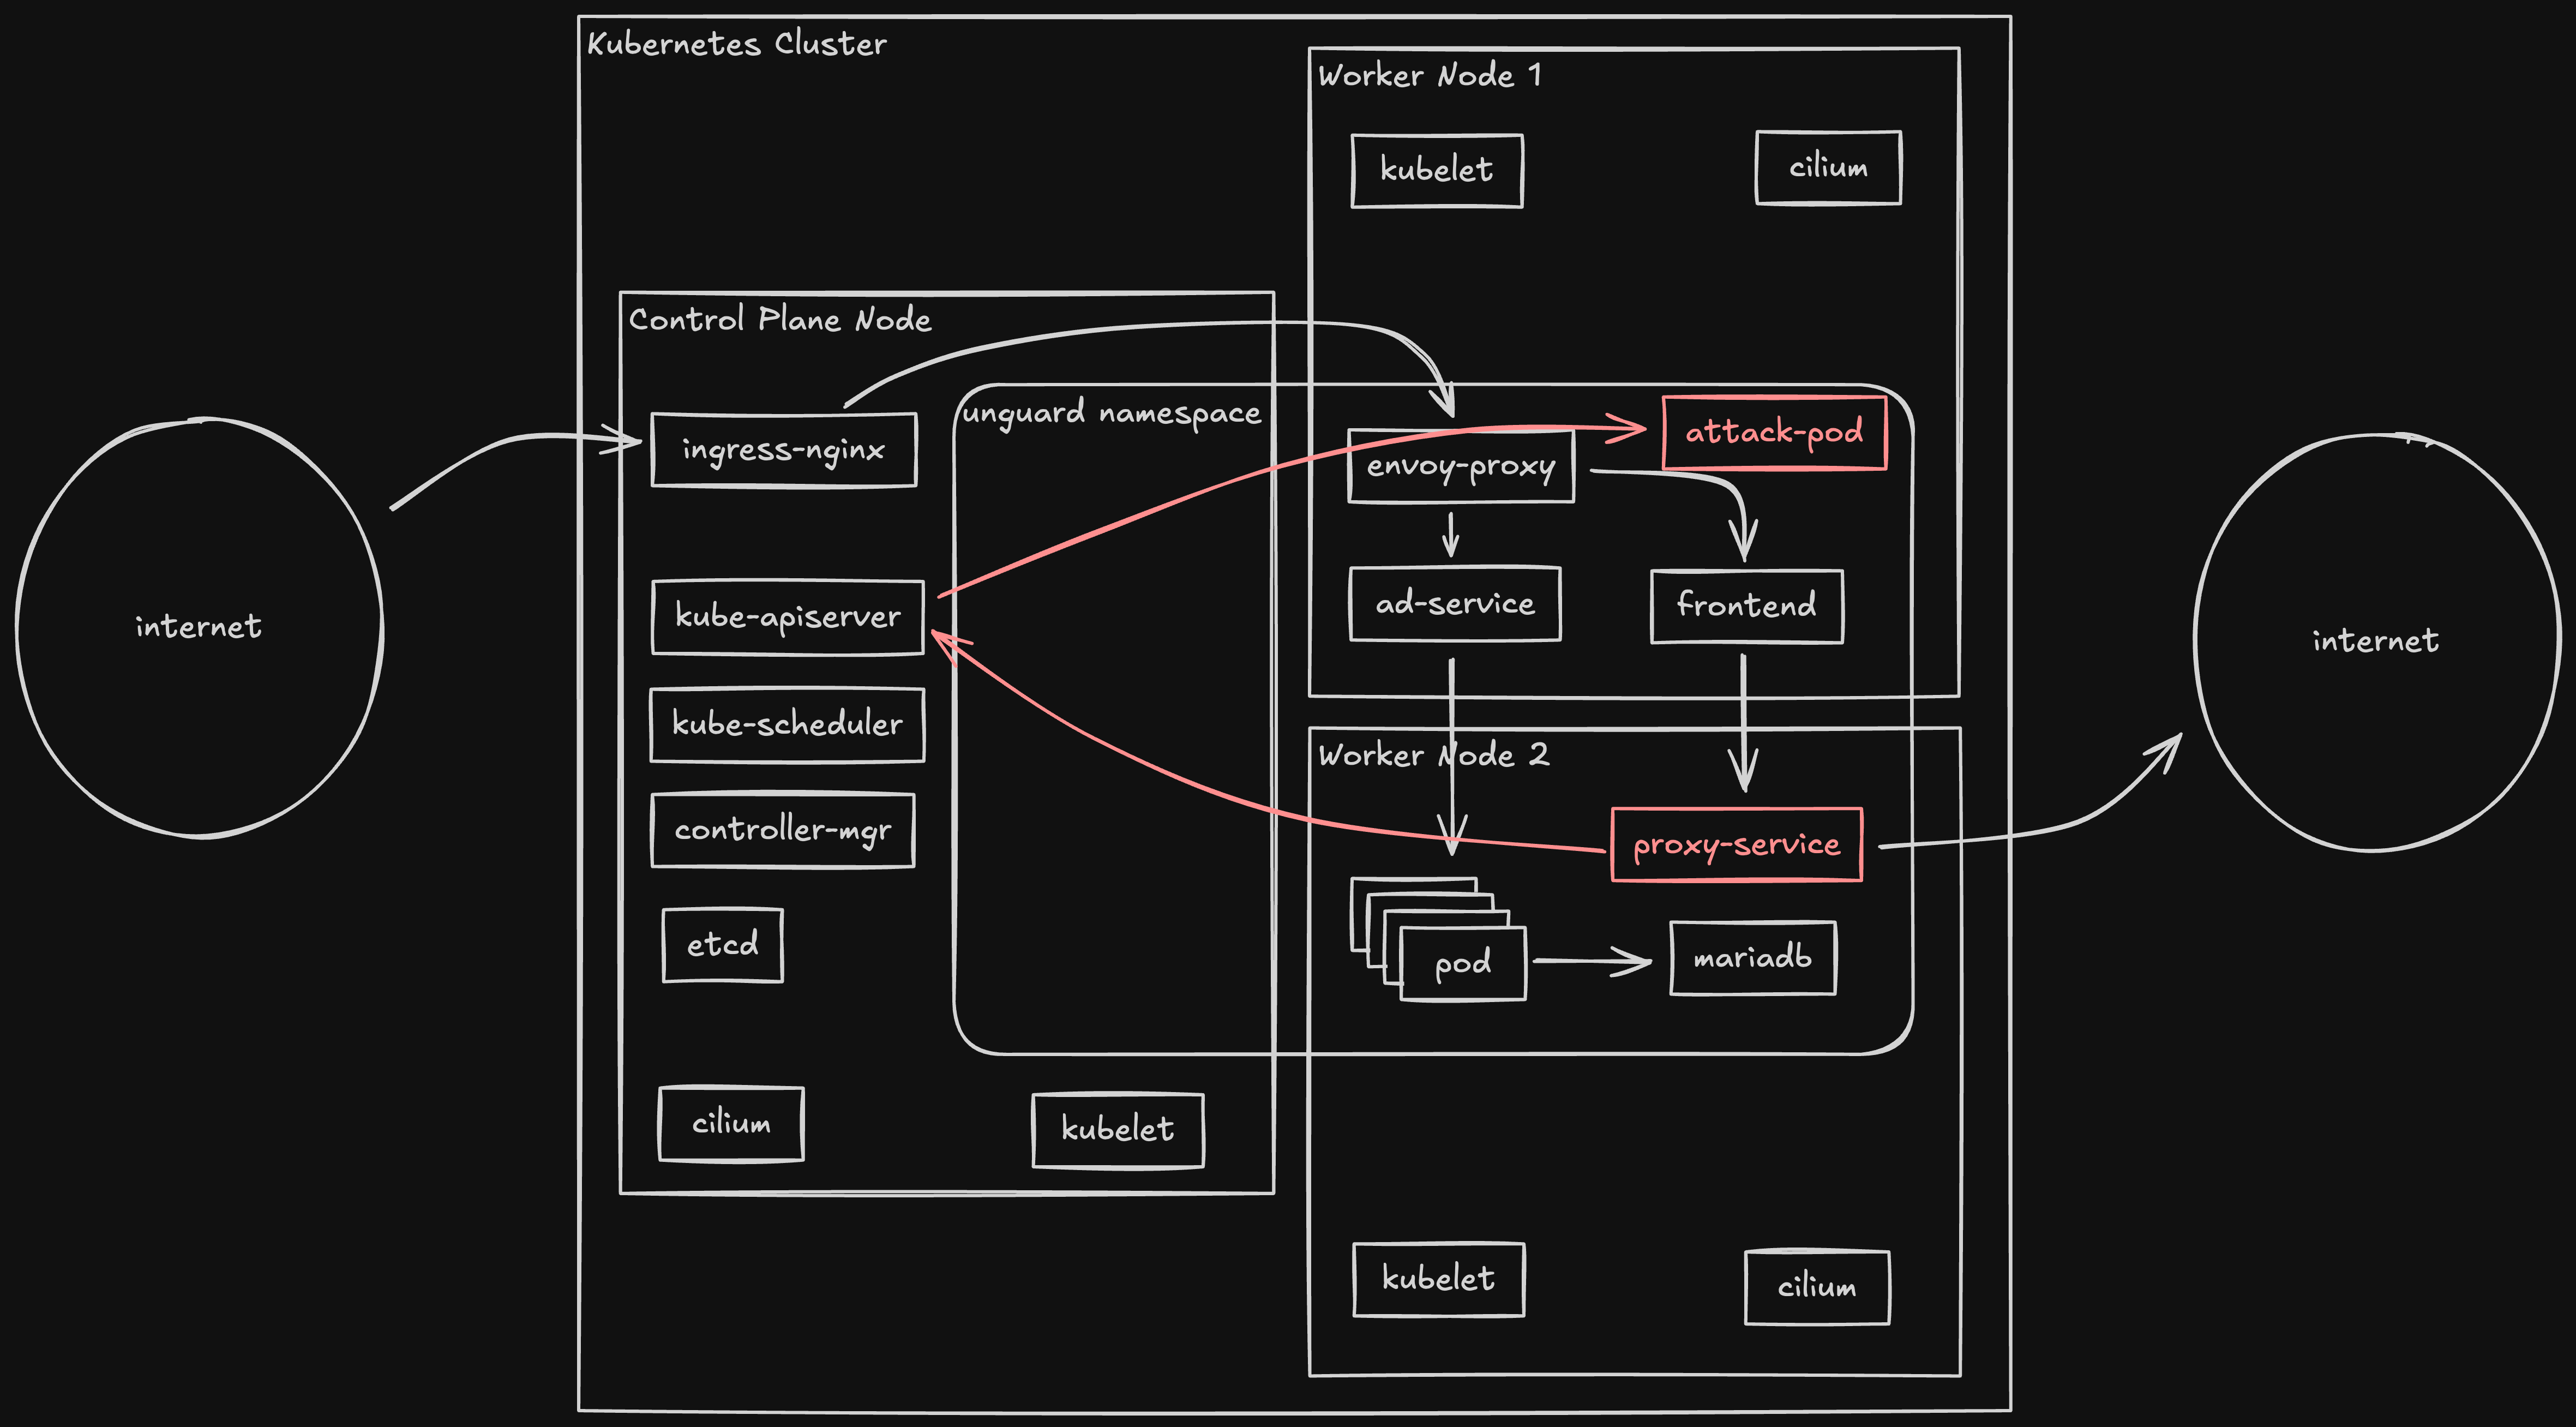 Kubernetes Cluster
Worker Node 1
kubelet
cilium
Control Plane Node
unguard namespace
ingress-nginx
attack-pod
envoy-proxy
kube-apiserver
ad-service
frontend
internet
internet
kube-scheduler
Worker Node 2
controller-mgr
proxy-service
etcd
pod
mariadb
cilium
kubelet
kubelet
cilium